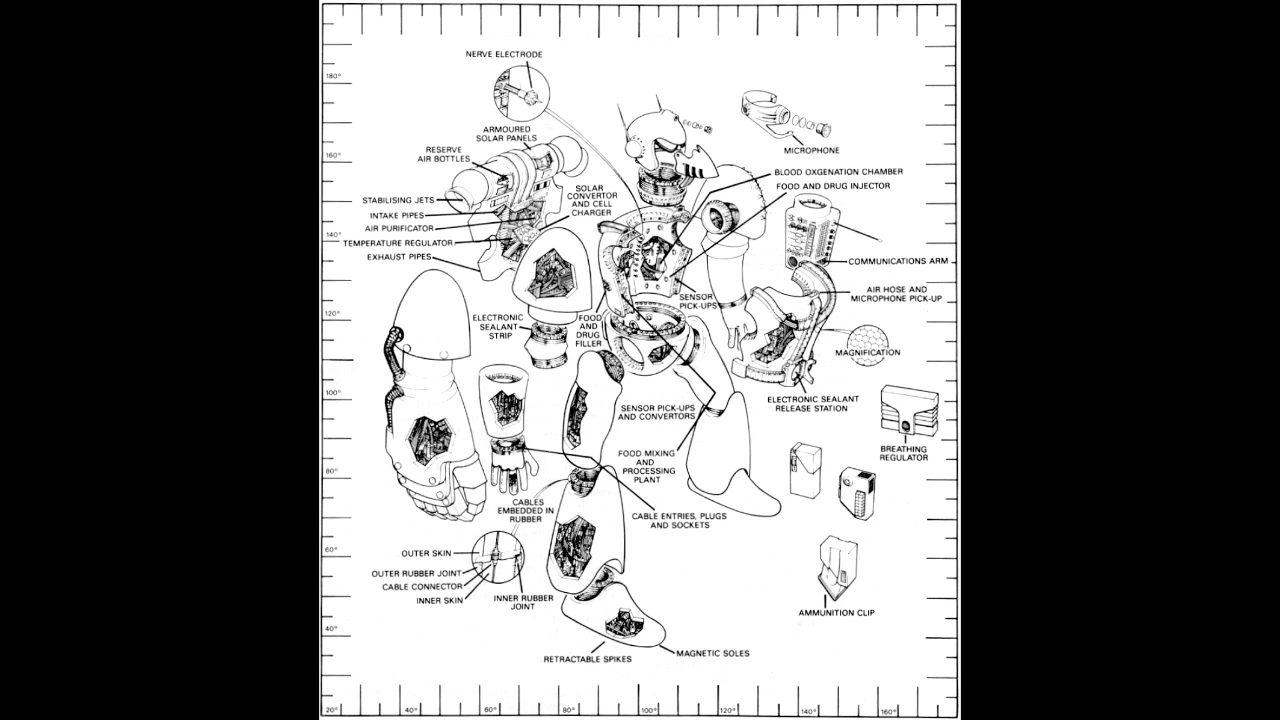 NERVE ELECTRODE
180°
ARMOURED
SOLAR PANELS
RESERVE
AIR BOTTLES
MICROPHONE
160°
BLOOD OXGENATION CHAMBER
FOOD AND DRUG INJECTOR
SOLAR
CONVERTOR
AND CELL
CHARGER
STABILISING JETS
INTAKE PIPES
AIR PURIFICATOR
140°
TEMPERATURE REGULATOR
EXHAUST PIPES
COMMUNICATIONS ARM
AIR HOSE AND
MICROPHONE PICK-UP
SENSOR
PICK-UPS
120°
ELECTRONIC
SEALANT
STRIP
FOOD
AND
DRUG
FILLER
MAGNIFICATION
100°
ELECTRONIC SEALANT
RELEASE STATION
SENSOR PICK-UPS
AND CONVERTORS
BREATHING
REGULATOR
FOOD MIXING
AND
PROCESSING
PLANT
80°
CABLES
EMBEDDED IN
RUBBER
CABLE ENTRIES, PLUGS
AND SOCKETS
60°
OUTER SKIN
OUTER RUBBER JOINT
CABLE CONNECTOR
INNER SKIN
INNER RUBBER
JOINT
AMMUNITION CLIP
40°
RETRACTABLE SPIKES
MAGNETIC SOLES
20°
40°
60°
80°
100°
120°
140°
160°